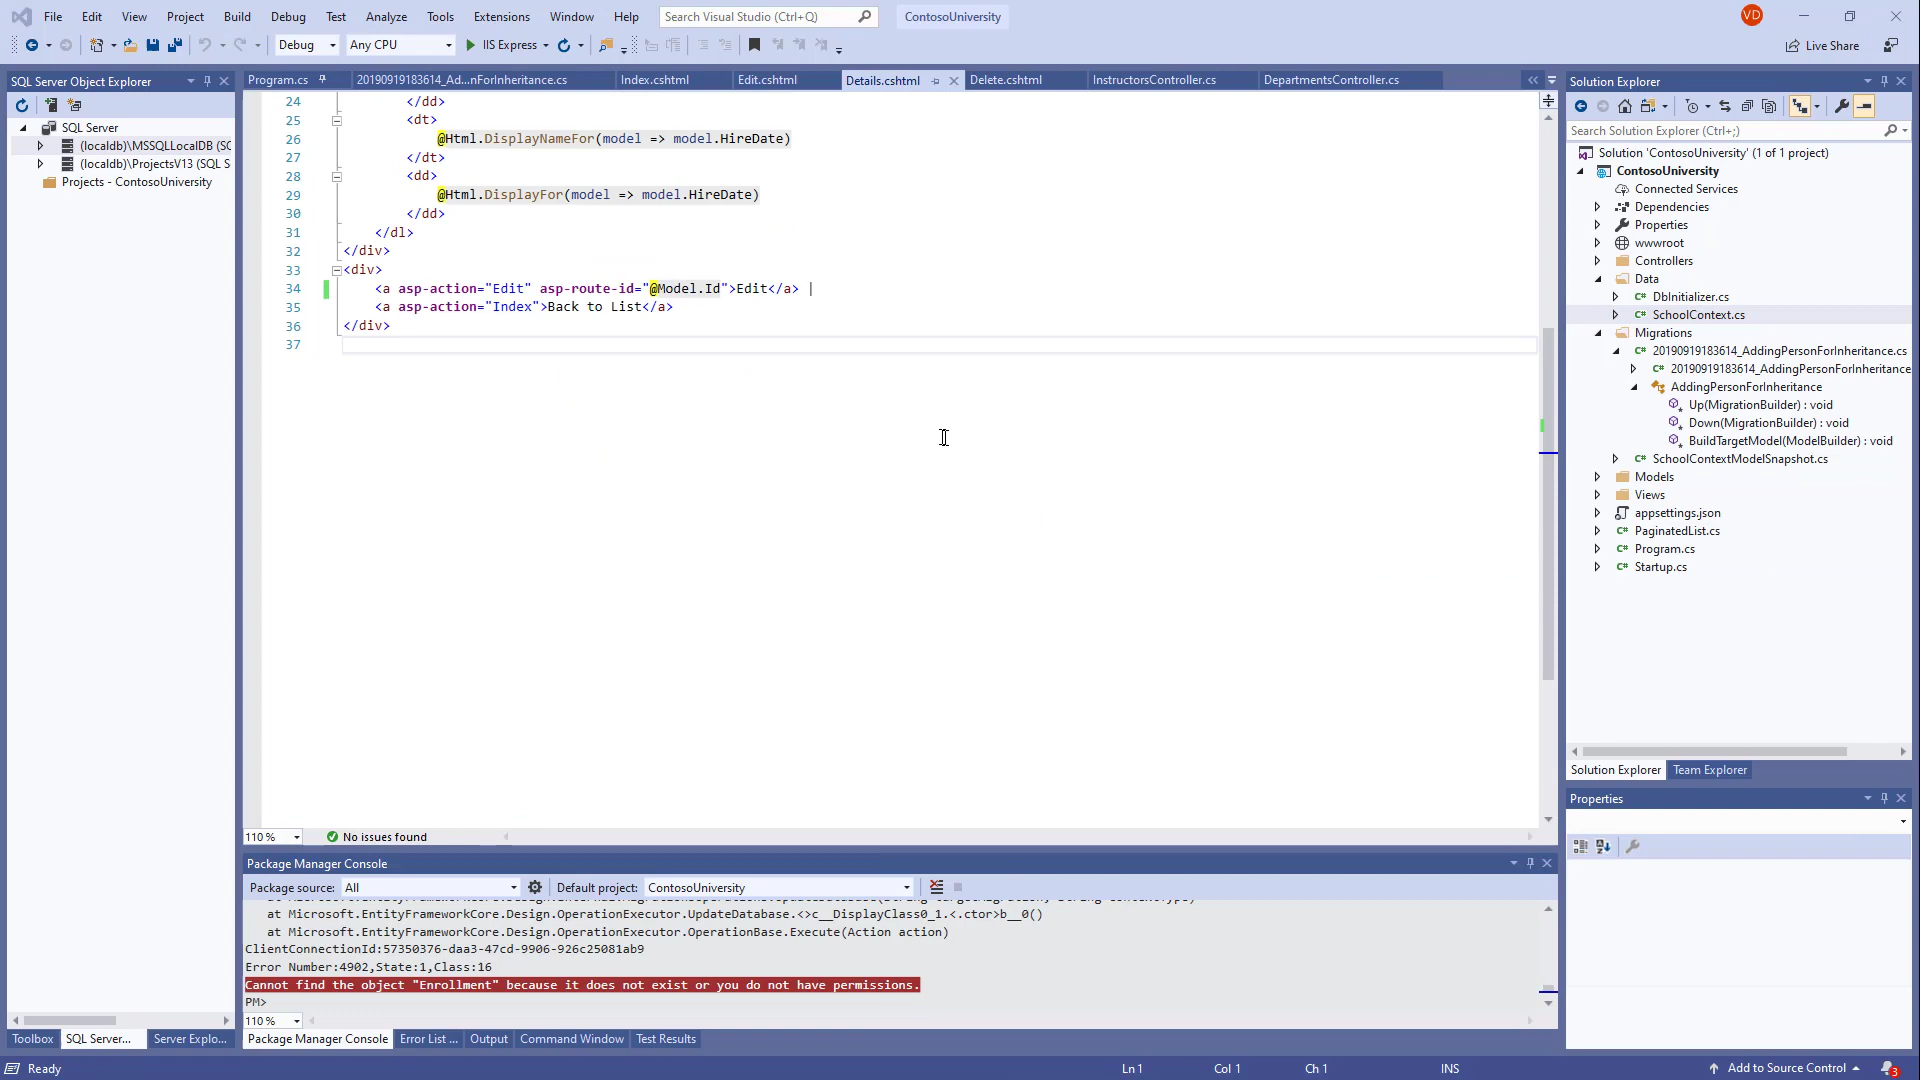 File Edit View Project Build Debug Test Analyze Tools Extensions Window Help Search Visual Studio (Ctrl+Q) ContosoUniversity VD
Debug Any CPU IIS Express Live Share
SQL Server Object Explorer
SQL Server
(localdb)\MSSQLLocalDB (SQ
(localdb)\ProjectsV13 (SQL S
Projects - ContosoUniversity
Program.cs 20190919183614_Ad...nForInheritance.cs Index.cshtml Edit.cshtml Details.cshtml Delete.cshtml InstructorsController.cs DepartmentsController.cs
24 </dd>
25 <dt>
26 @Html.DisplayNameFor(model => model.HireDate)
27 </dt>
28 <dd>
29 @Html.DisplayFor(model => model.HireDate)
30 </dd>
31 </dl>
32 </div>
33 <div>
34 <a asp-action="Edit" asp-route-id="@Model.Id">Edit</a> |
35 <a asp-action="Index">Back to List</a>
36 </div>
37
110 % No issues found
Package Manager Console
Package source: All Default project: ContosoUniversity
at Microsoft.EntityFrameworkCore.Design.OperationExecutor.UpdateDatabase.<>c__DisplayClass0_1.<.ctor>b__0()
at Microsoft.EntityFrameworkCore.Design.OperationExecutor.OperationBase.Execute(Action action)
ClientConnectionId:57350376-daa3-47cd-9906-926c25081ab9
Error Number:4902,State:1,Class:16
Cannot find the object "Enrollment" because it does not exist or you do not have permissions.
PM>
110 %
Toolbox SQL Server... Server Explo... Package Manager Console Error List ... Output Command Window Test Results
Solution Explorer
Search Solution Explorer (Ctrl+;)
Solution 'ContosoUniversity' (1 of 1 project)
ContosoUniversity
Connected Services
Dependencies
Properties
wwwroot
Controllers
Data
DbInitializer.cs
SchoolContext.cs
Migrations
20190919183614_AddingPersonForInheritance.cs
20190919183614_AddingPersonForInheritance
AddingPersonForInheritance
Up(MigrationBuilder) : void
Down(MigrationBuilder) : void
BuildTargetModel(ModelBuilder) : void
SchoolContextModelSnapshot.cs
Models
Views
appsettings.json
PaginatedList.cs
Program.cs
Startup.cs
Solution Explorer Team Explorer
Properties
Ready Ln 1 Col 1 Ch 1 INS Add to Source Control 3